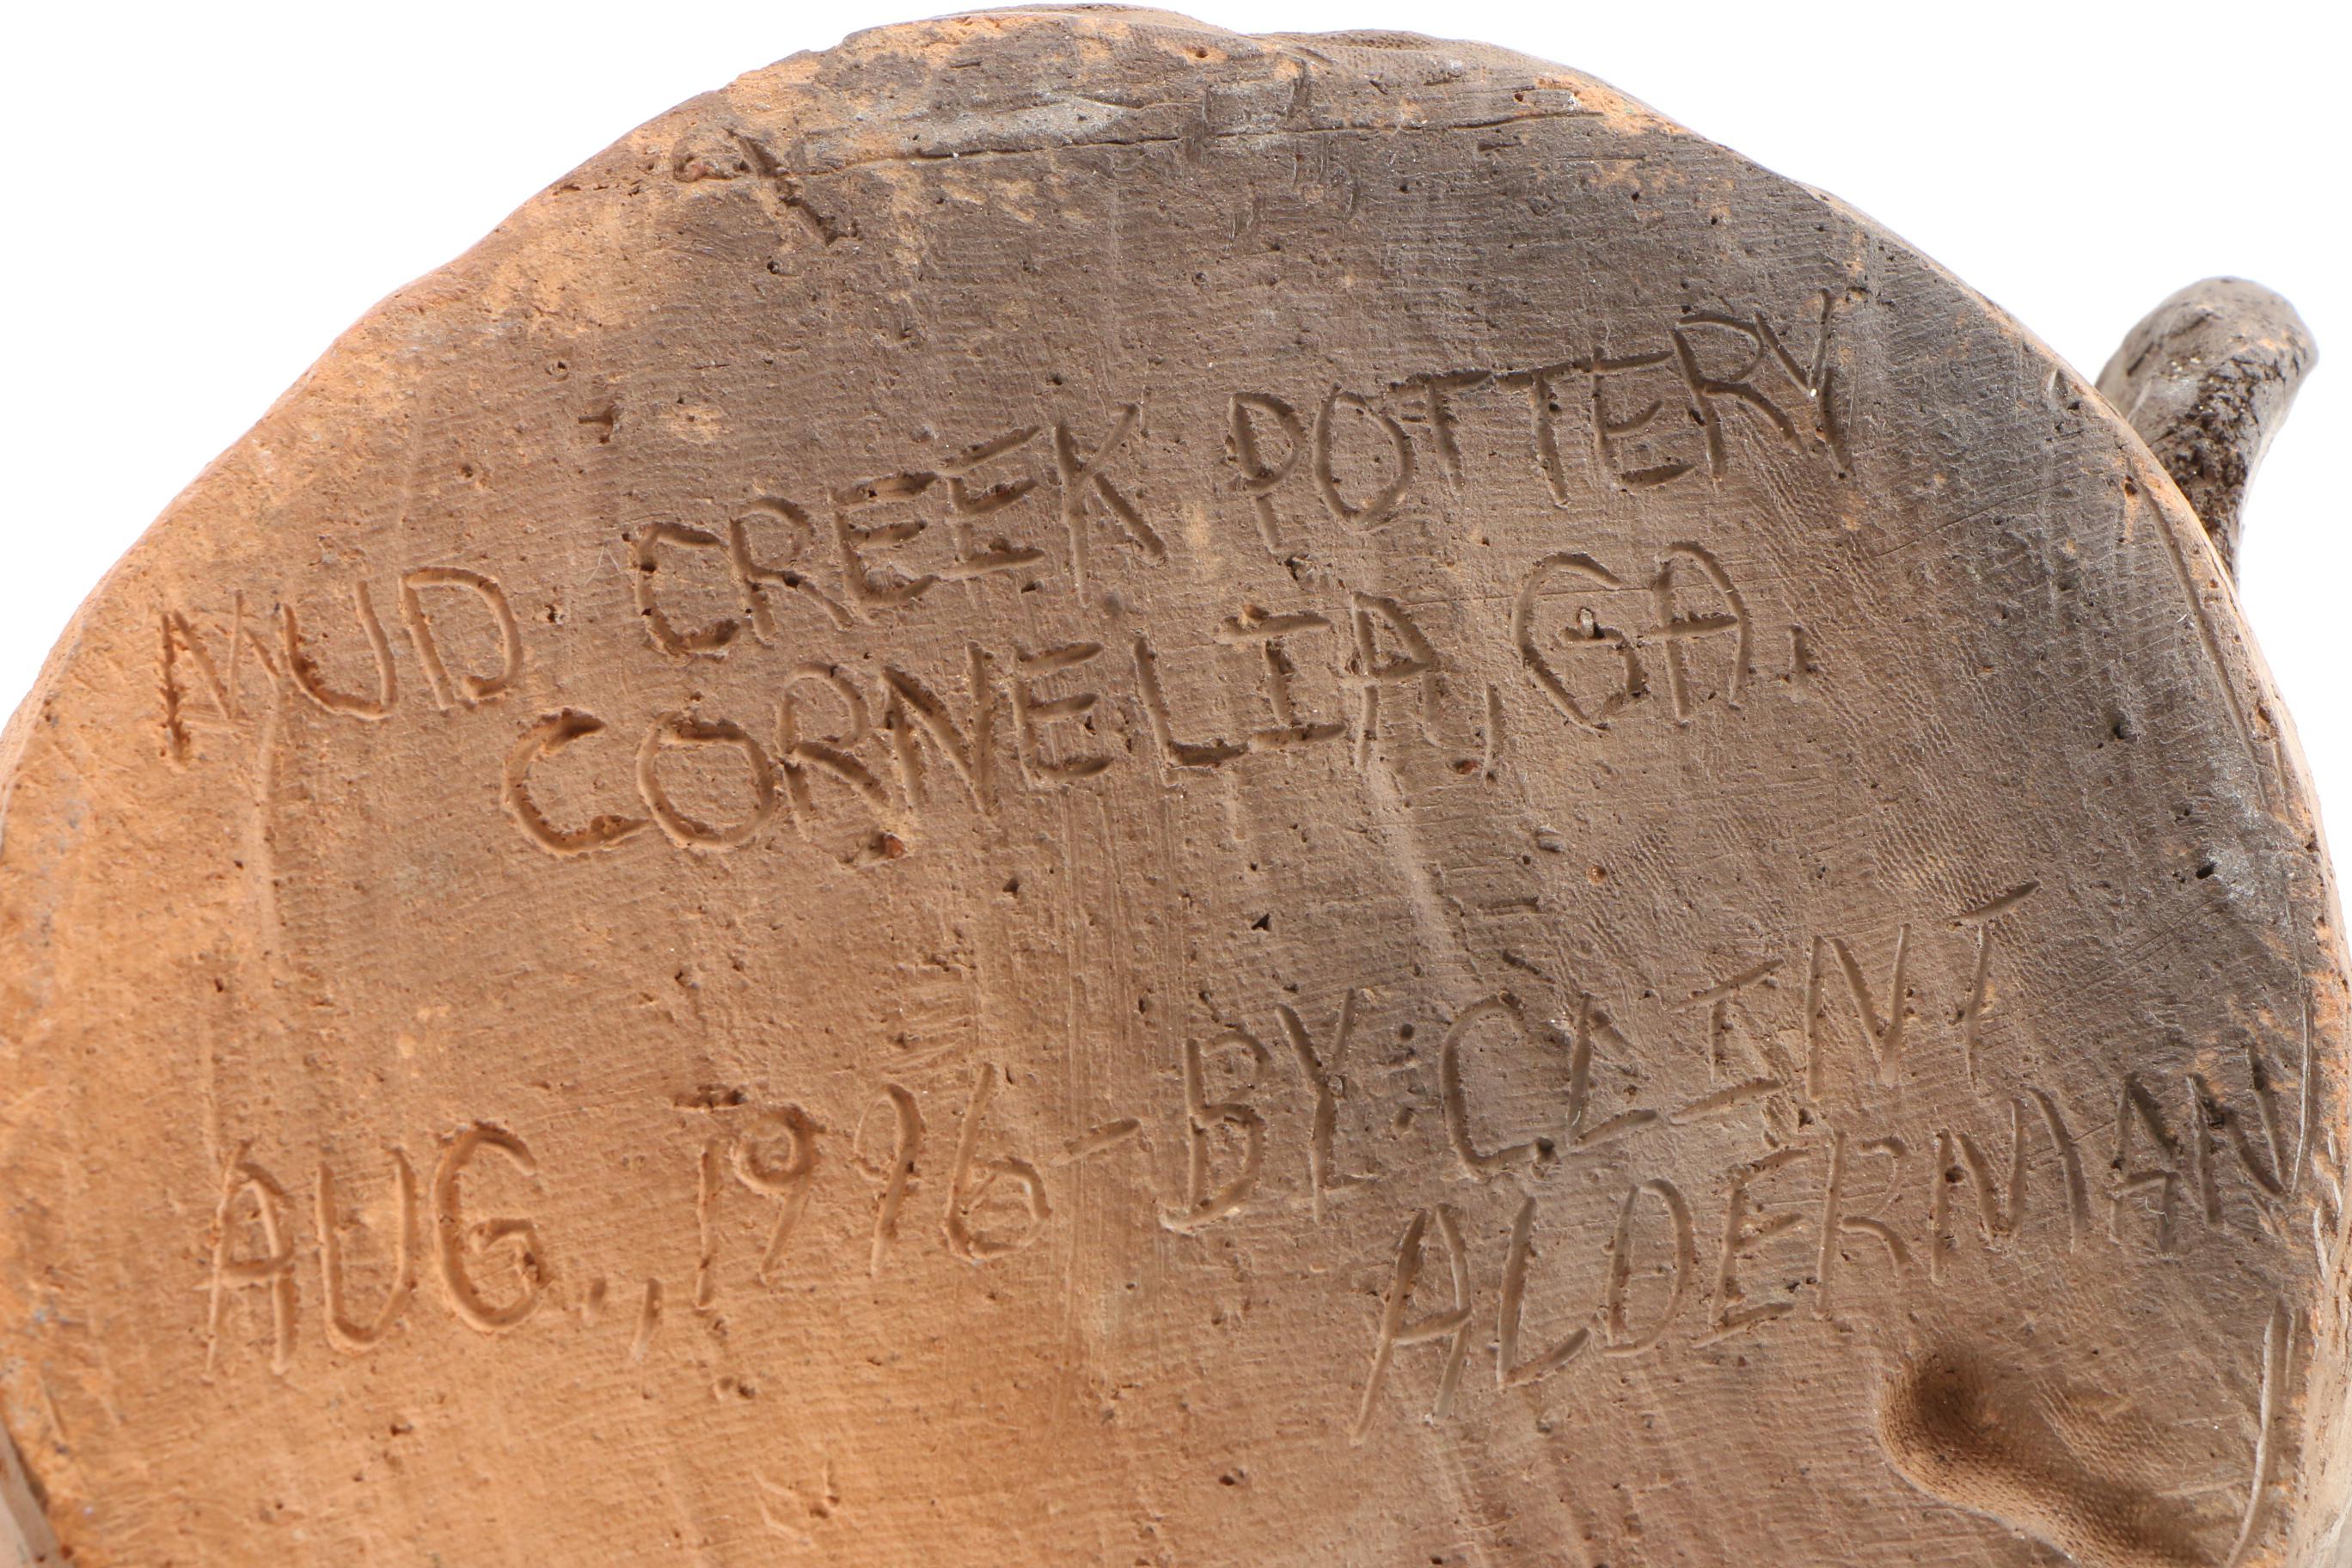 MUD CREEK POTTERY
CORNELIA, GA.
AUG., 1996 - BY: CLINT
ALDERMAN